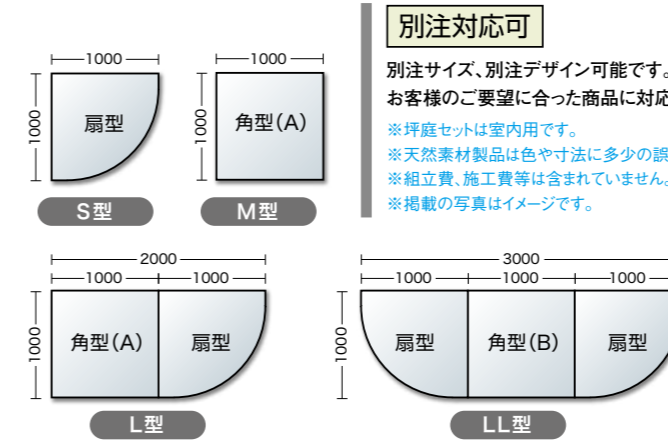 別注対応可
別注サイズ、別注デザイン可能です。
お客様のご要望に合った商品に対応
※坪庭セットは室内用です。
※天然素材製品は色や寸法に多少の誤
※組立費、施工費等は含まれていません。
※掲載の写真はイメージです。
1000
1000
扇型
S型
1000
1000
角型(A)
M型
2000
1000
1000
1000
角型(A)
扇型
L型
3000
1000
1000
1000
1000
扇型
角型(B)
扇型
LL型